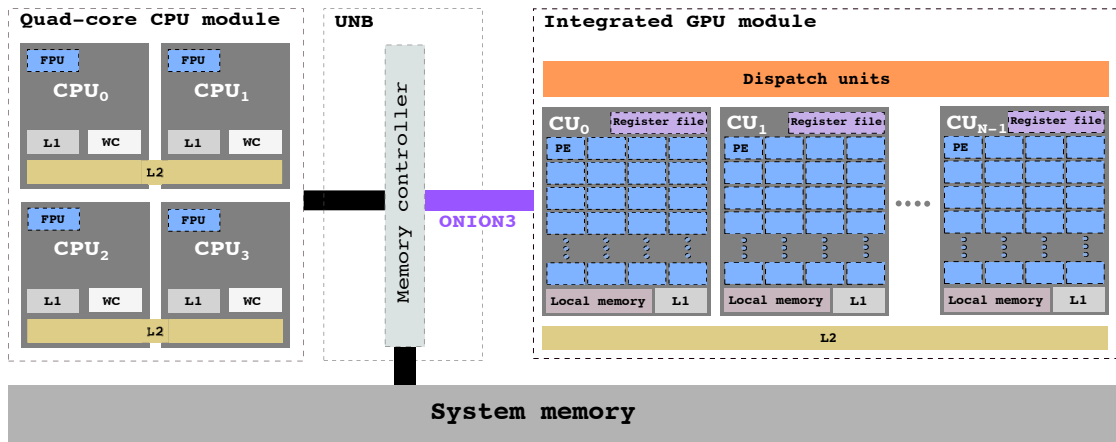 Quad-core CPU module
FPU
CPU0
L1
WC
FPU
CPU1
L1
WC
L2
FPU
CPU2
L1
WC
FPU
CPU3
L1
WC
L2
UNB
Memory controller
ONION3
Integrated GPU module
Dispatch units
CU0
Register file
PE
Local memory
L1
CU1
Register file
PE
Local memory
L1
CUN-1
Register file
PE
Local memory
L1
L2
System memory